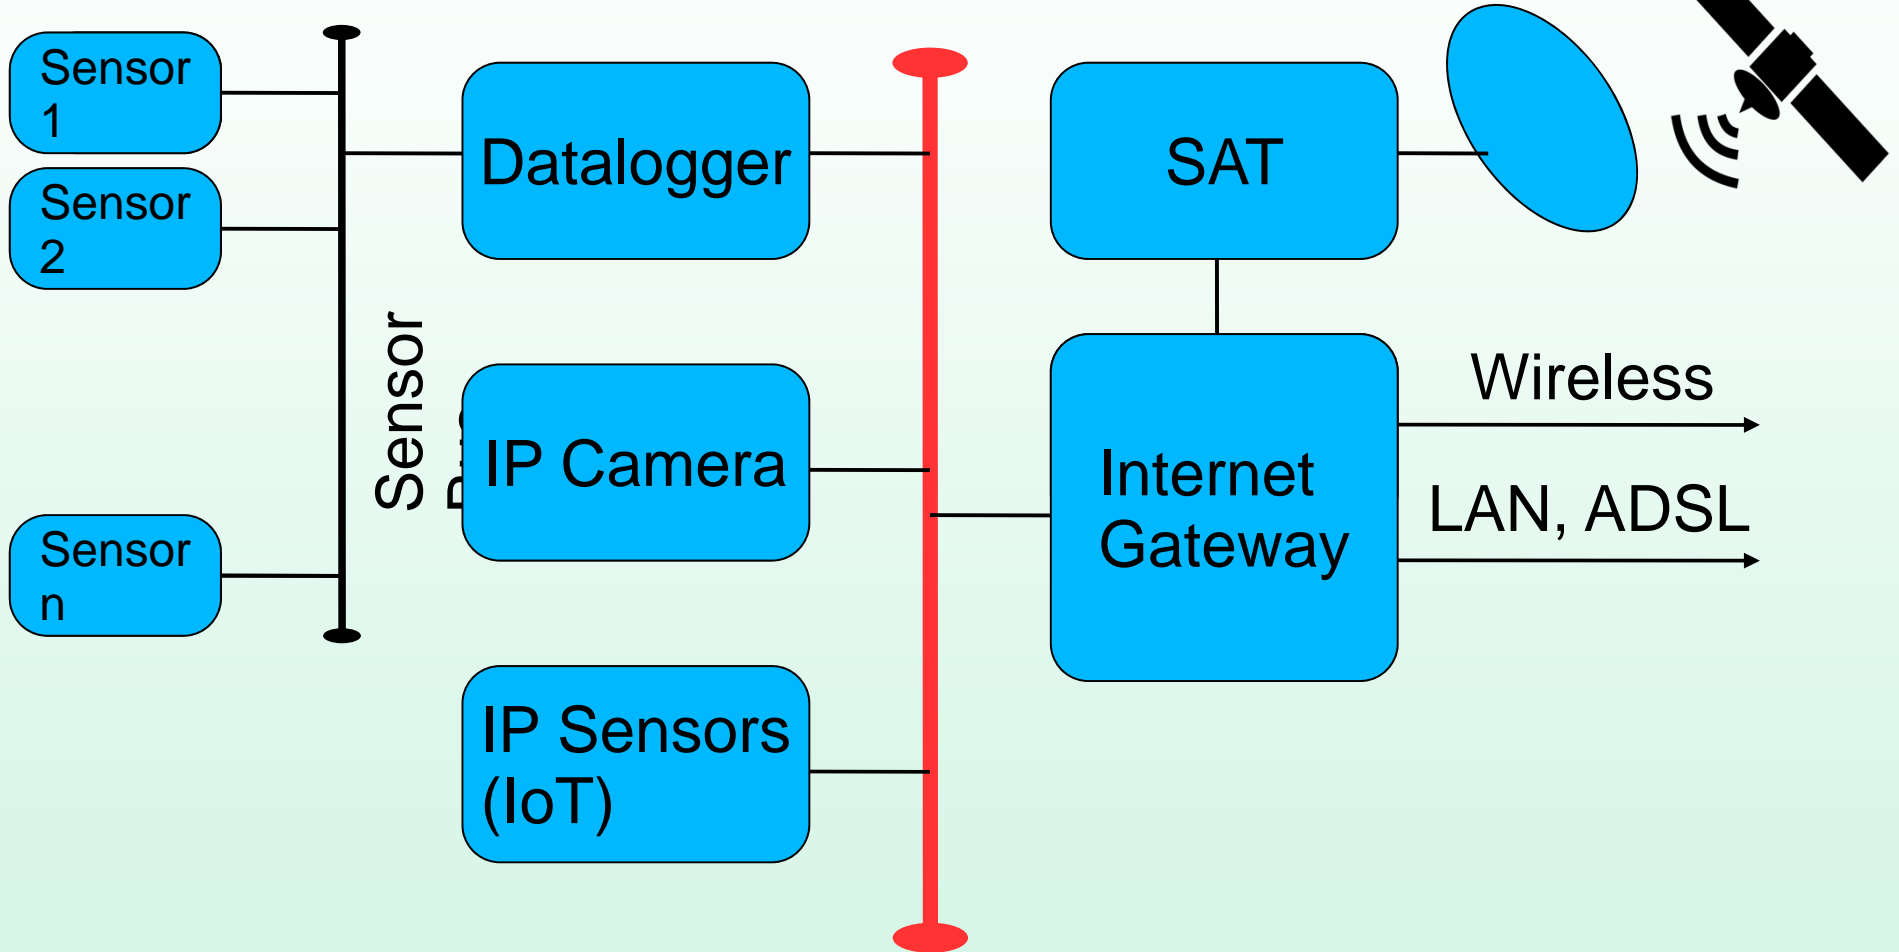 Sensor
1
Sensor
2
Sensor
n
Sensor
Datalogger
IP Camera
IP Sensors
(IoT)
SAT
Internet
Gateway
Wireless
LAN, ADSL